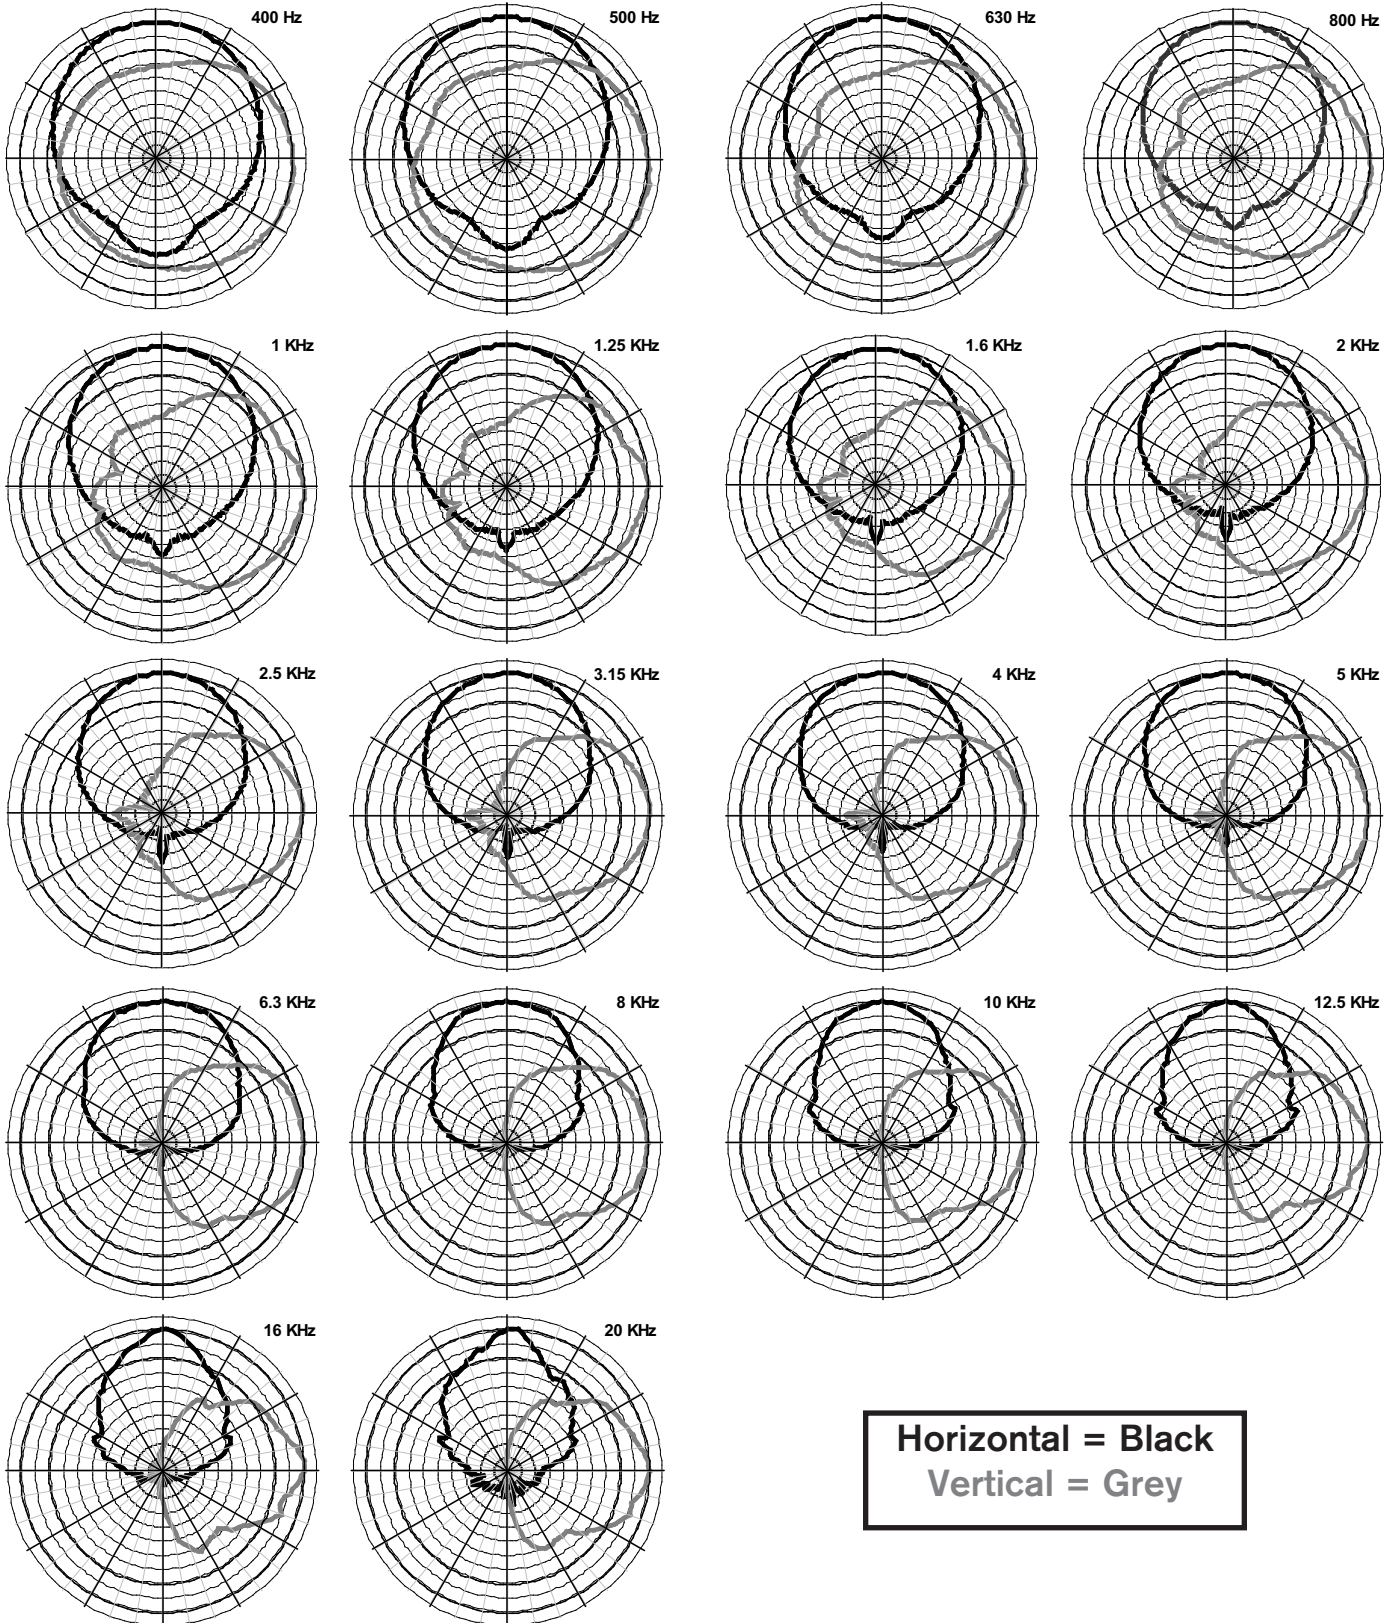 400 Hz
500 Hz
630 Hz
800 Hz
1 KHz
1.25 KHz
1.6 KHz
2 KHz
2.5 KHz
3.15 KHz
4 KHz
5 KHz
6.3 KHz
8 KHz
10 KHz
12.5 KHz
16 KHz
20 KHz
Horizontal = Black
Vertical = Grey